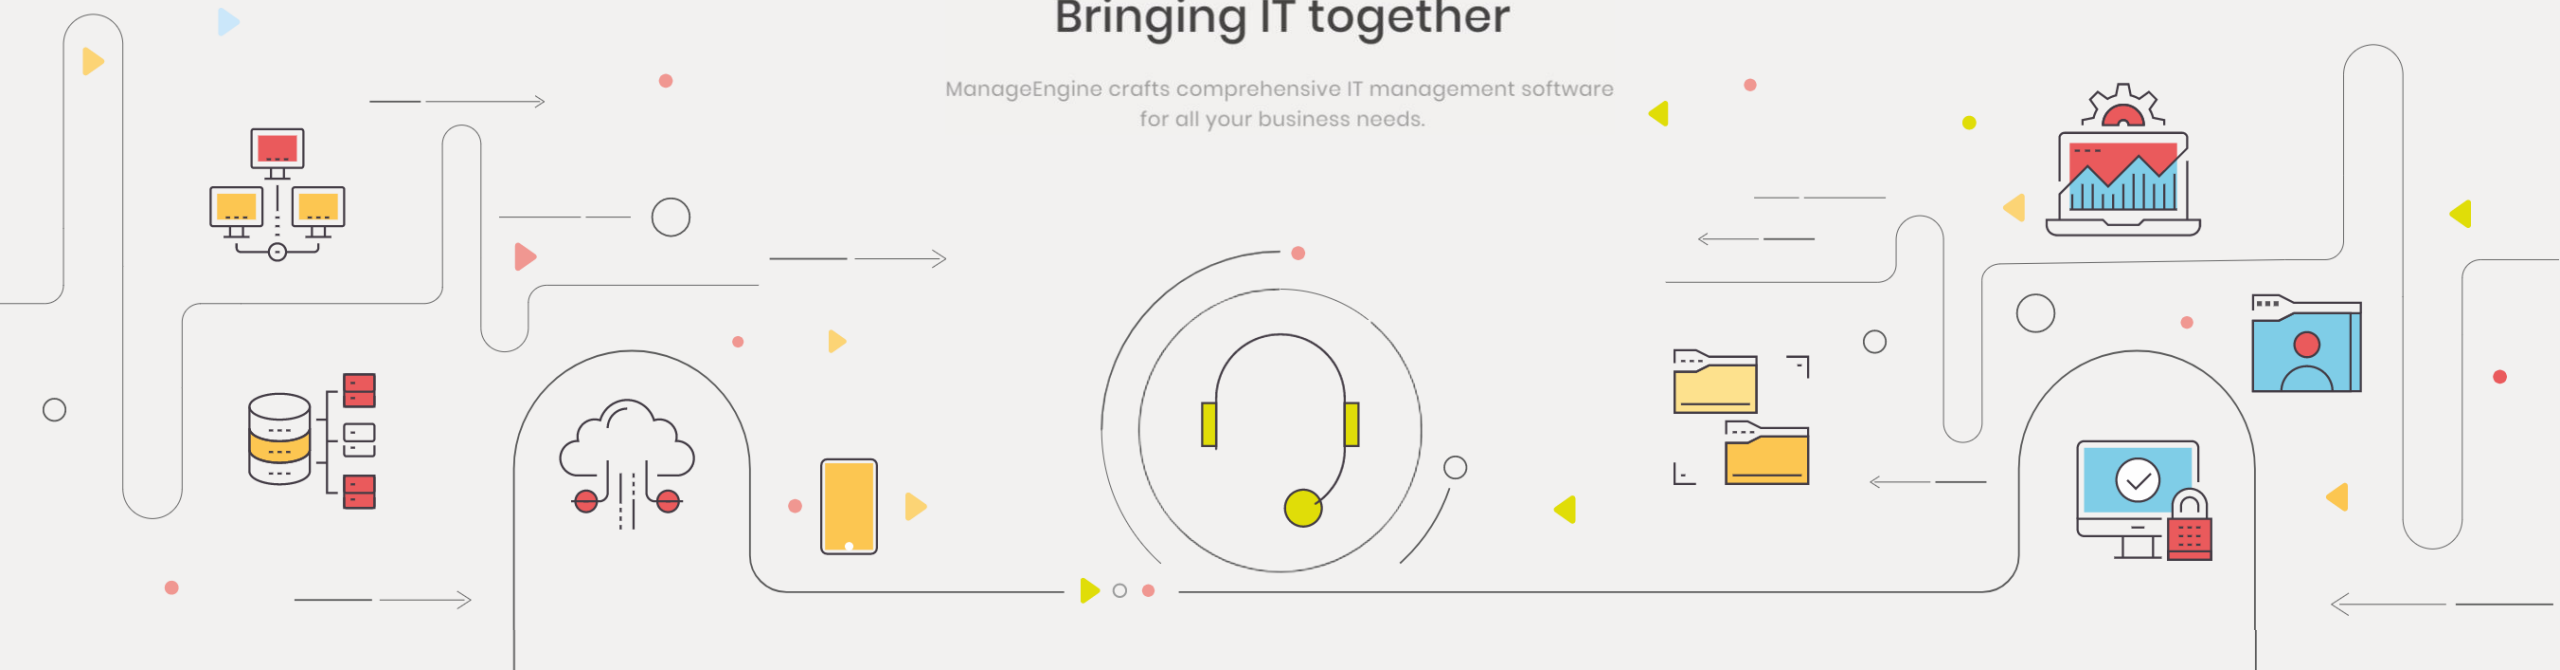 Bringing IT together
ManageEngine crafts comprehensive IT management software
for all your business needs.